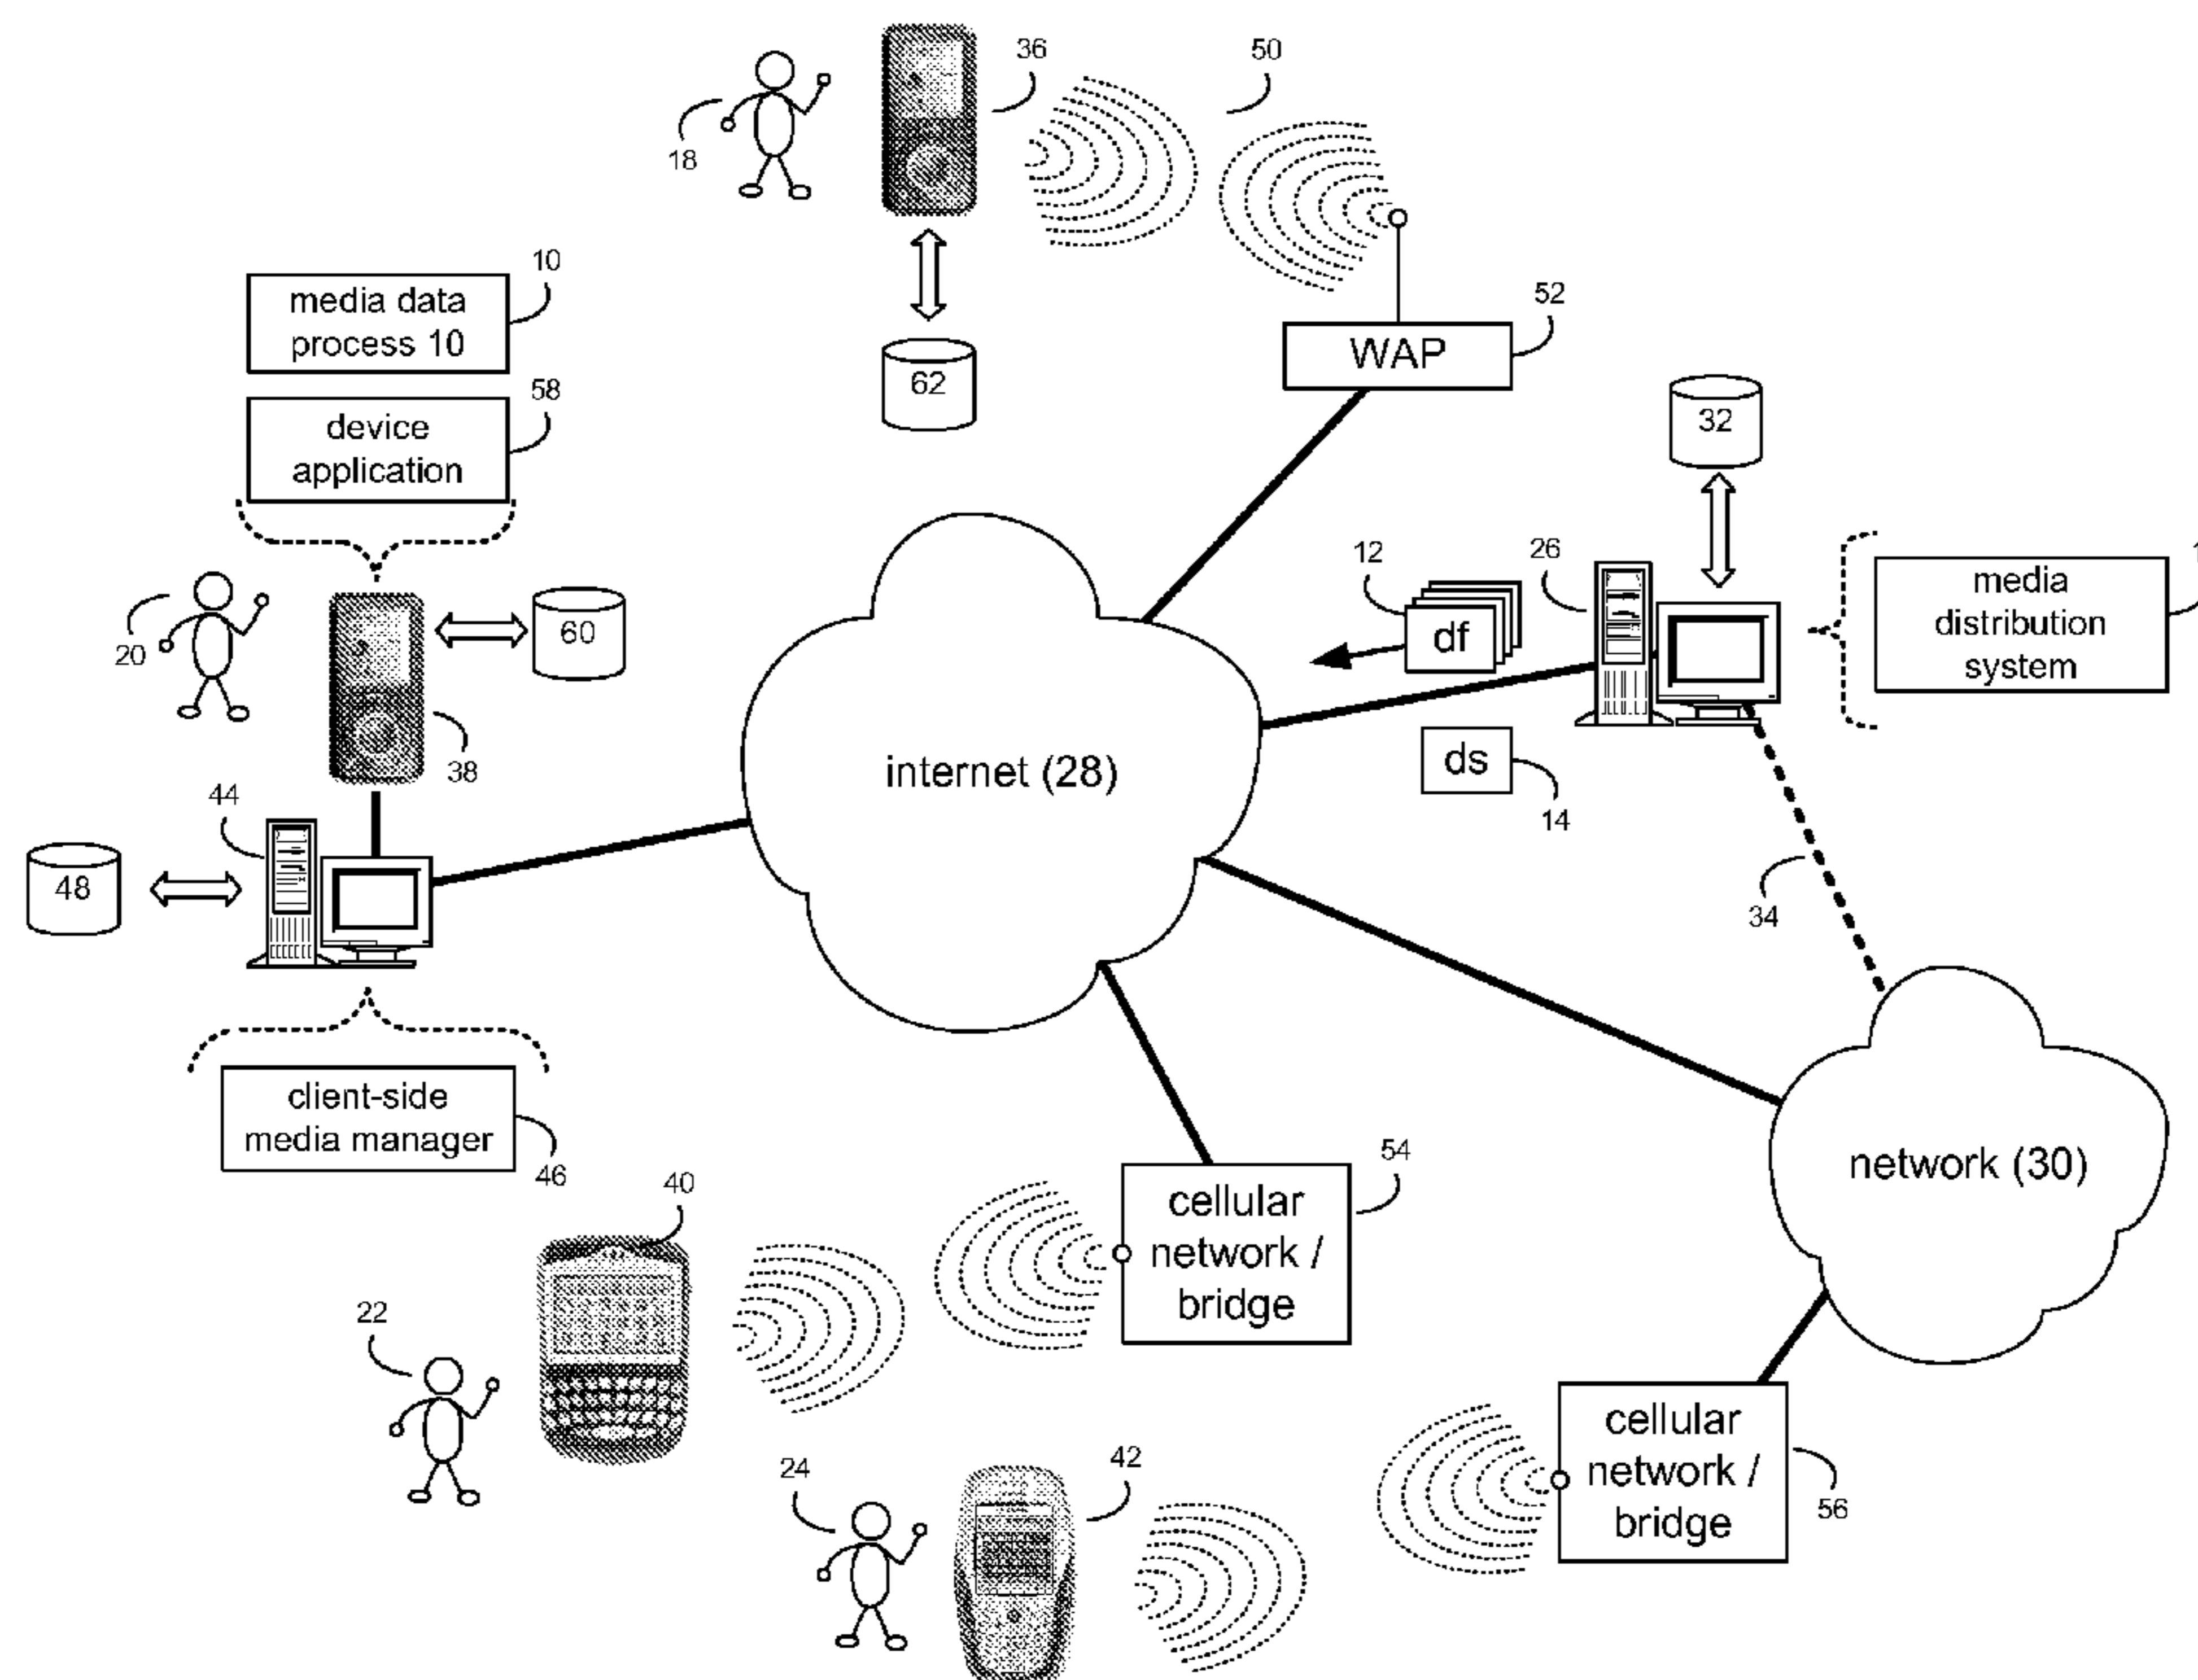 36
50
18
10
media data
process 10
52
WAP
62
58
device
application
32
12
26
df
media
distribution
system
20
60
38
internet (28)
ds
14
44
48
34
client-side
media manager
46
40
54
cellular
network /
bridge
network (30)
22
cellular
network /
bridge
56
24
42